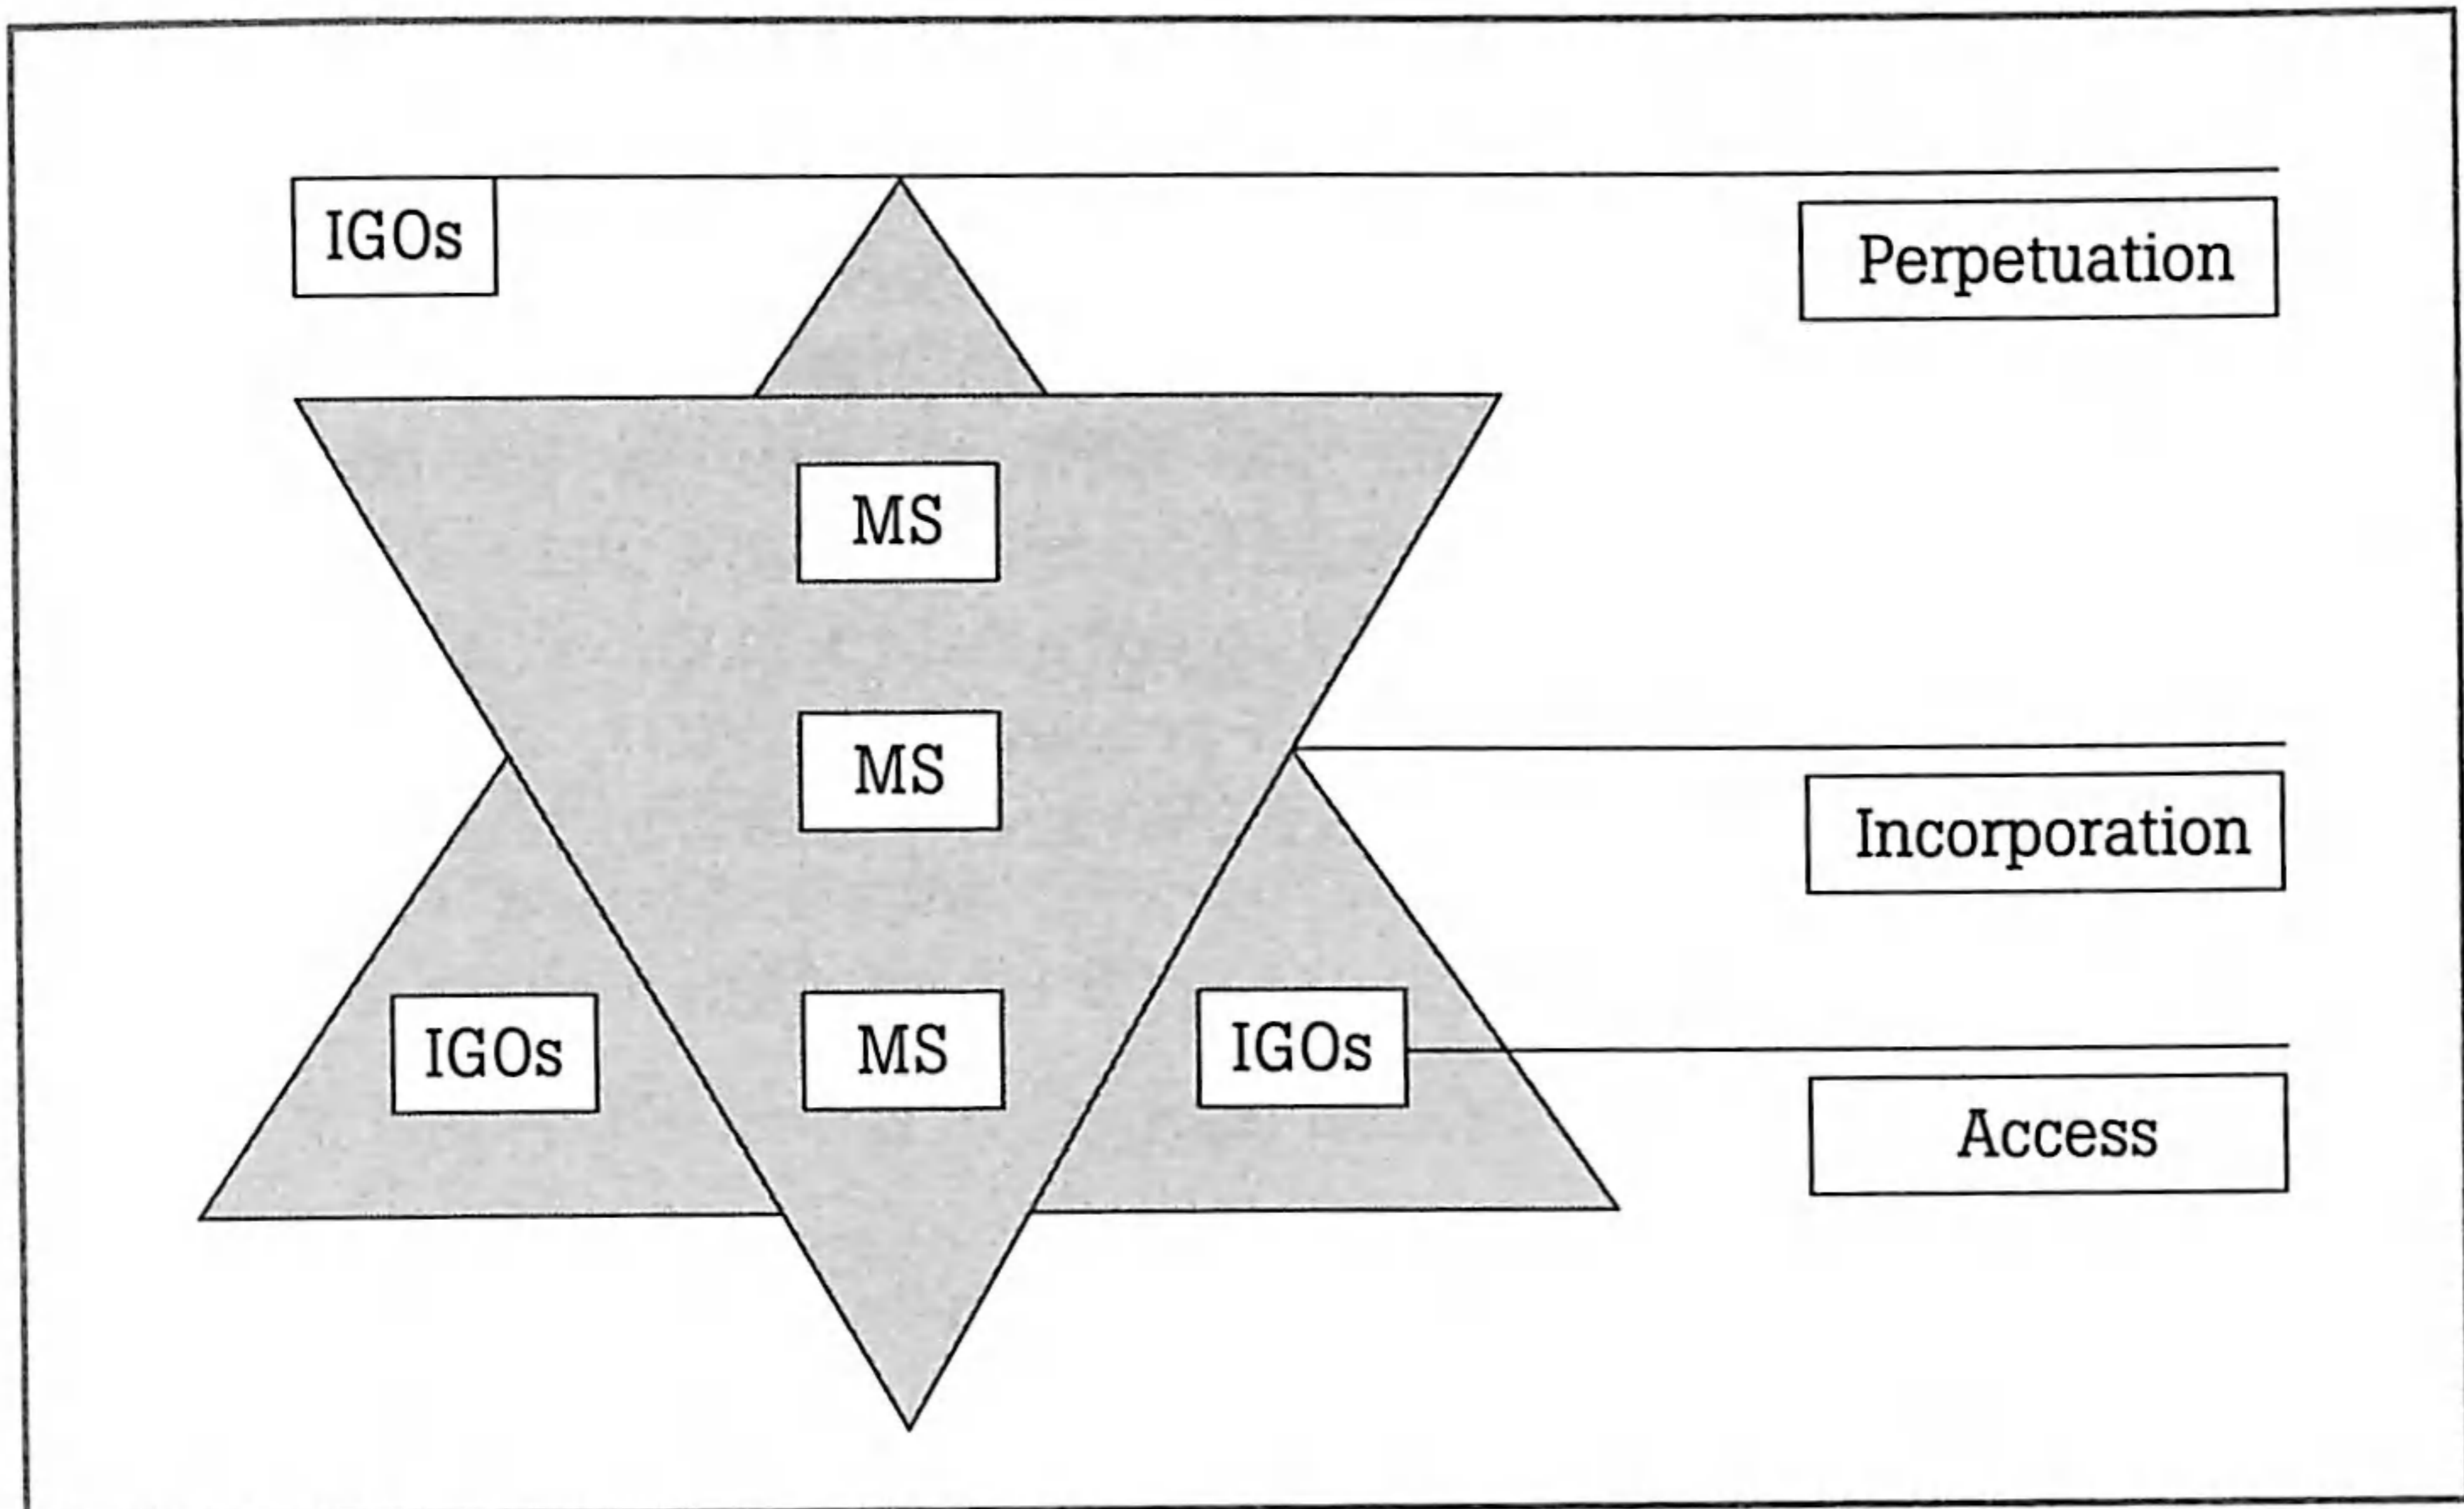 IGOs
Perpetuation
MS
MS
Incorporation
IGOs
MS
IGOs
Access